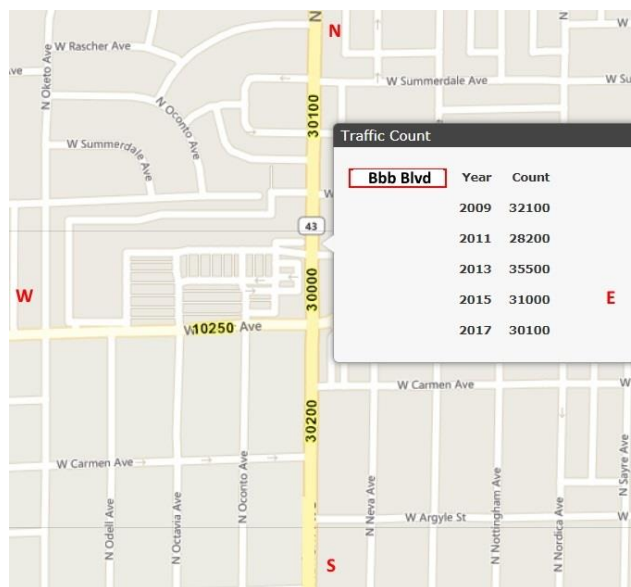 N
N
W Rascher Ave
ve
N Oketo Ave
N Oconto Ave
W Summerdale Ave
W Su
30100
Traffic Count
W Summerdale Ave
Bbb Blvd Year Count
2009 32100
43
2011 28200
2013 35500
W
30000
2015 31000
E
W 10250 Ave
2017 30100
W Carmen Ave
30200
W Carmen Ave
N Odell Ave
N Octavia Ave
N Oconto Ave
N Neva Ave
W Argyle St
N Nottingham Ave
N Nordica Ave
N Sayre Ave
S